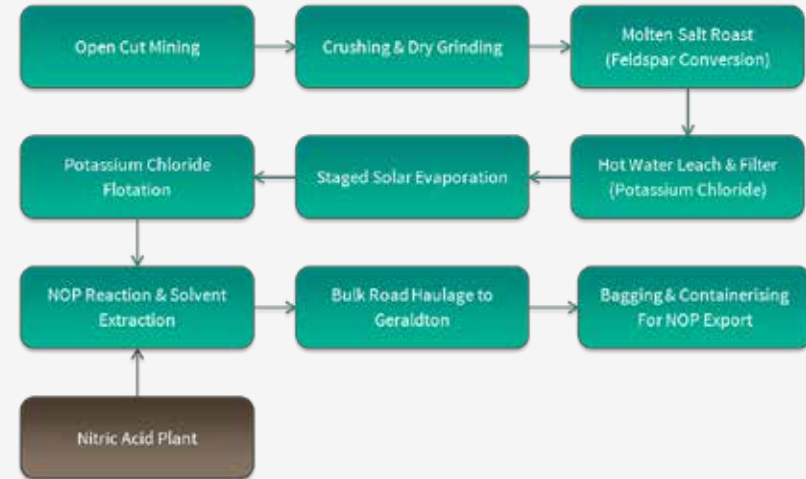 Open Cut Mining
Crushing & Dry Grinding
Molten Salt Roast
(Feldspar Conversion)
Potassium Chloride
Flotation
Staged Solar Evaporation
Hot Water Leach & Filter
(Potassium Chloride)
NOP Reaction & Solvent
Extraction
Bulk Road Haulage to
Geraldton
Bagging & Containerising
For NOP Export
Nitric Acid Plant